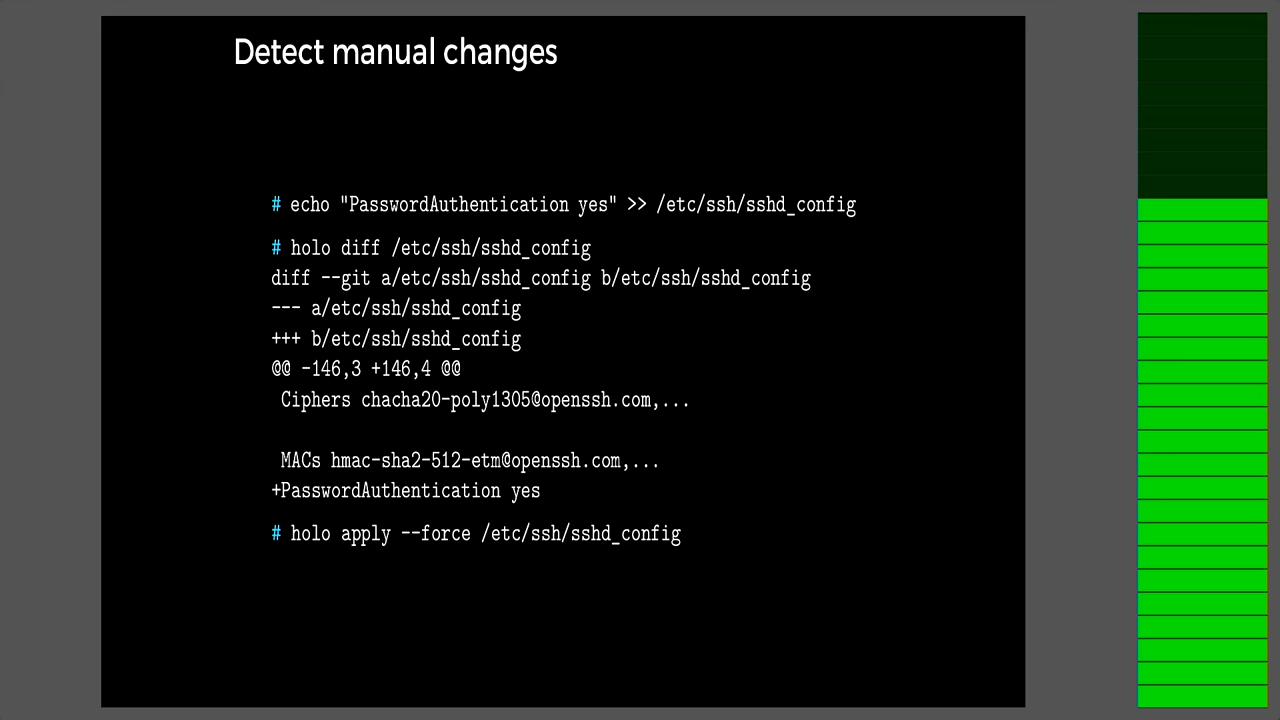 Detect manual changes
# echo "PasswordAuthentication yes" >> /etc/ssh/sshd_config
# holo diff /etc/ssh/sshd_config
diff --git a/etc/ssh/sshd_config b/etc/ssh/sshd_config
--- a/etc/ssh/sshd_config
+++ b/etc/ssh/sshd_config
@@ -146,3 +146,4 @@
 Ciphers chacha20-poly1305@openssh.com,...
 MACs hmac-sha2-512-etm@openssh.com,...
+PasswordAuthentication yes
# holo apply --force /etc/ssh/sshd_config